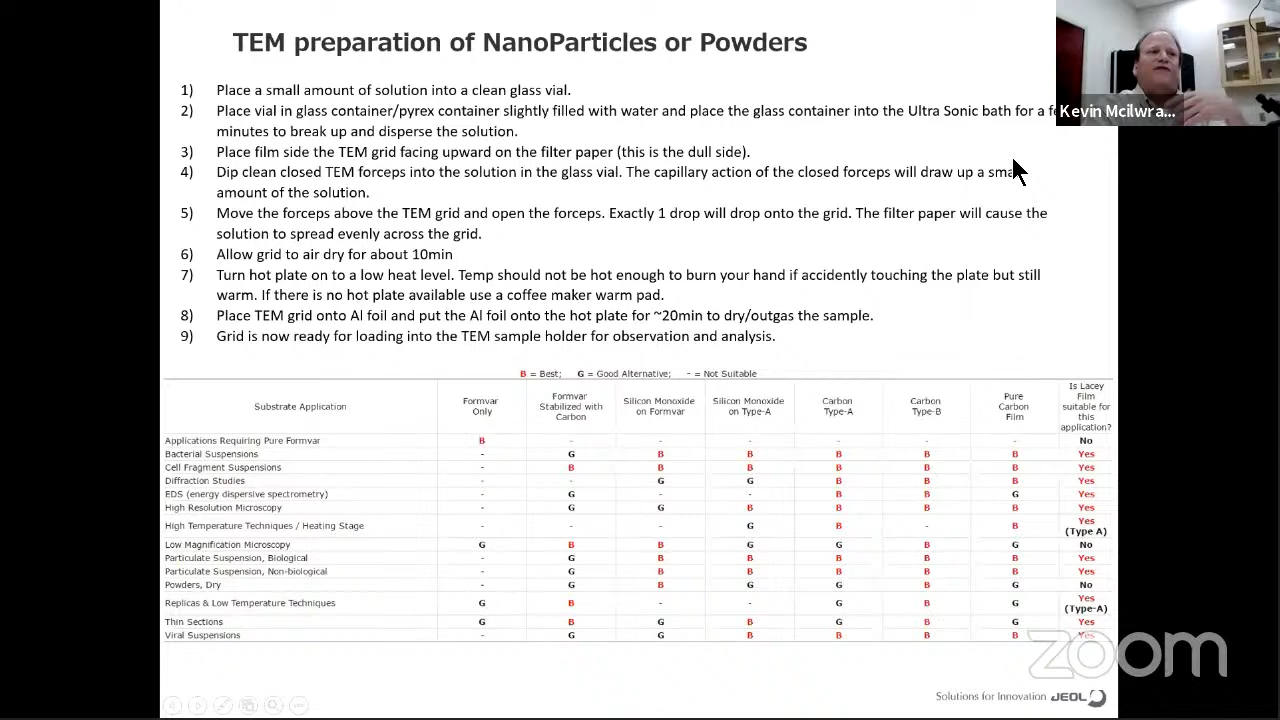 TEM preparation of NanoParticles or Powders
Kevin Mcilwra...
1) Place a small amount of solution into a clean glass vial.
2) Place vial in glass container/pyrex container slightly filled with water and place the glass container into the Ultra Sonic bath for a fe
minutes to break up and disperse the solution.
3) Place film side the TEM grid facing upward on the filter paper (this is the dull side).
4) Dip clean closed TEM forceps into the solution in the glass vial. The capillary action of the closed forceps will draw up a sma
amount of the solution.
5) Move the forceps above the TEM grid and open the forceps. Exactly 1 drop will drop onto the grid. The filter paper will cause the
solution to spread evenly across the grid.
6) Allow grid to air dry for about 10min
7) Turn hot plate on to a low heat level. Temp should not be hot enough to burn your hand if accidently touching the plate but still
warm. If there is no hot plate available use a coffee maker warm pad.
8) Place TEM grid onto Al foil and put the Al foil onto the hot plate for ~20min to dry/outgas the sample.
9) Grid is now ready for loading into the TEM sample holder for observation and analysis.
B = Best; G = Good Alternative; - = Not Suitable
Substrate Application Formvar Only Formvar Stabilized with Carbon Silicon Monoxide on Formvar Silicon Monoxide on Type-A Carbon Type-A Carbon Type-B Pure Carbon Film Is Lacey Film suitable for this application?
Applications Requiring Pure Formvar B - - - - - - No
Bacterial Suspensions - G B B B B B Yes
Cell Fragment Suspensions - B B B B B B Yes
Diffraction Studies - - G G B B B Yes
EDS (energy dispersive spectrometry) - G - - B B G Yes
High Resolution Microscopy - G G B B B B Yes
High Temperature Techniques / Heating Stage - - - G B - B Yes (Type A)
Low Magnification Microscopy G B B G G B G No
Particulate Suspension, Biological - G B B B B B Yes
Particulate Suspension, Non-biological - G B B B B B Yes
Powders, Dry - G B G G B G No
Replicas & Low Temperature Techniques G B - - G B G Yes (Type-A)
Thin Sections G B G B G B G Yes
Viral Suspensions - G G B B B B Yes
zoom
Solutions for Innovation JEOL